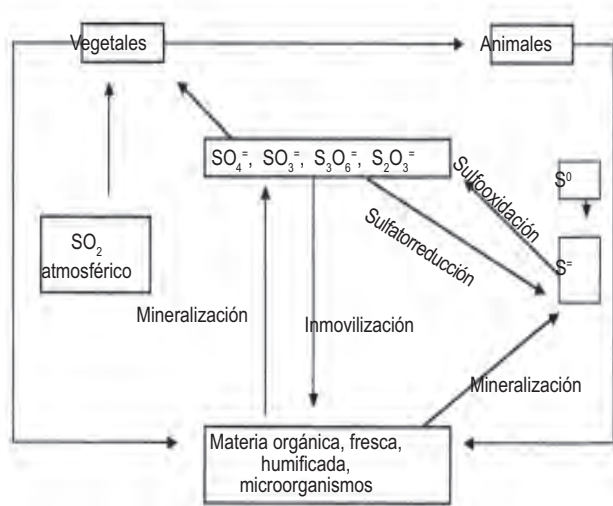 Vegetales
Animales
SO₄⁼, SO₃⁼, S₃O₆⁼, S₂O₃⁼
S⁰
Sulfooxidación
Sulfatorreducción
SO₂
atmosférico
S⁼
Mineralización
Inmovilización
Mineralización
Materia orgánica, fresca,
humificada,
microorganismos